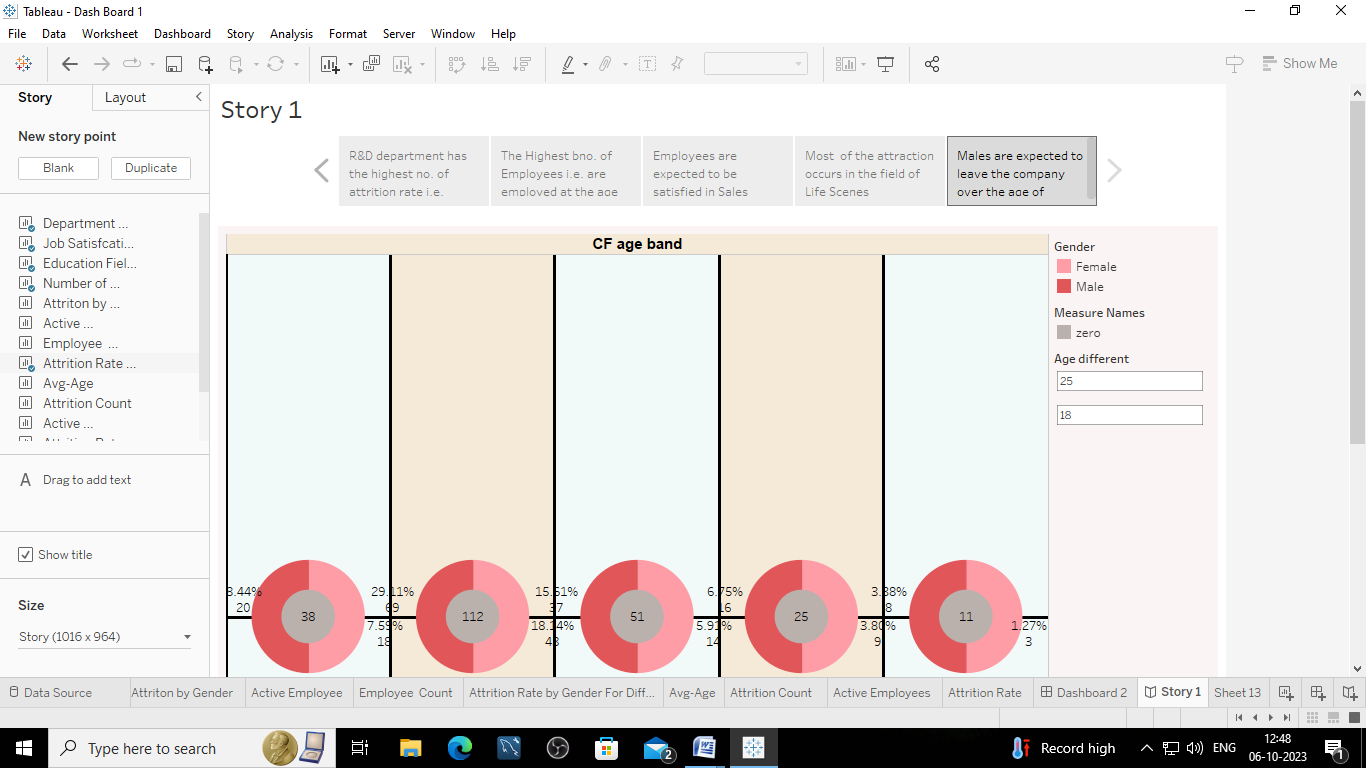 Tableau - Dash Board 1
File Data Worksheet Dashboard Story Analysis Format Server Window Help
Show Me
Story Layout
New story point
Blank Duplicate
Department ...
Job Satisfcati...
Education Fiel...
Number of ...
Attriton by ...
Active ...
Employee ...
Attrition Rate ...
Avg-Age
Attrition Count
Active ...
Drag to add text
Show title
Size
Story (1016 x 964)
Story 1
R&D department has
the highest no. of
attrition rate i.e.
The Highest bno. of
Employees i.e. are
employed at the age
Employees are
expected to be
satisfied in Sales
Most of the attraction
occurs in the field of
Life Scenes
Males are expected to
leave the company
over the age of
CF age band
20
38
29.11%
69
7.59%
18
112
15.61%
37
18.14%
43
51
6.75%
16
5.91%
14
25
3.38%
8
3.80%
9
11
1.27%
3
Gender
Female
Male
Measure Names
zero
Age different
25
18
Data Source Attriton by Gender Active Employee Employee Count Attrition Rate by Gender For Diff... Avg-Age Attrition Count Active Employees Attrition Rate Dashboard 2 Story 1 Sheet 13
Type here to search
2
Record high
ENG
12:48
06-10-2023
1